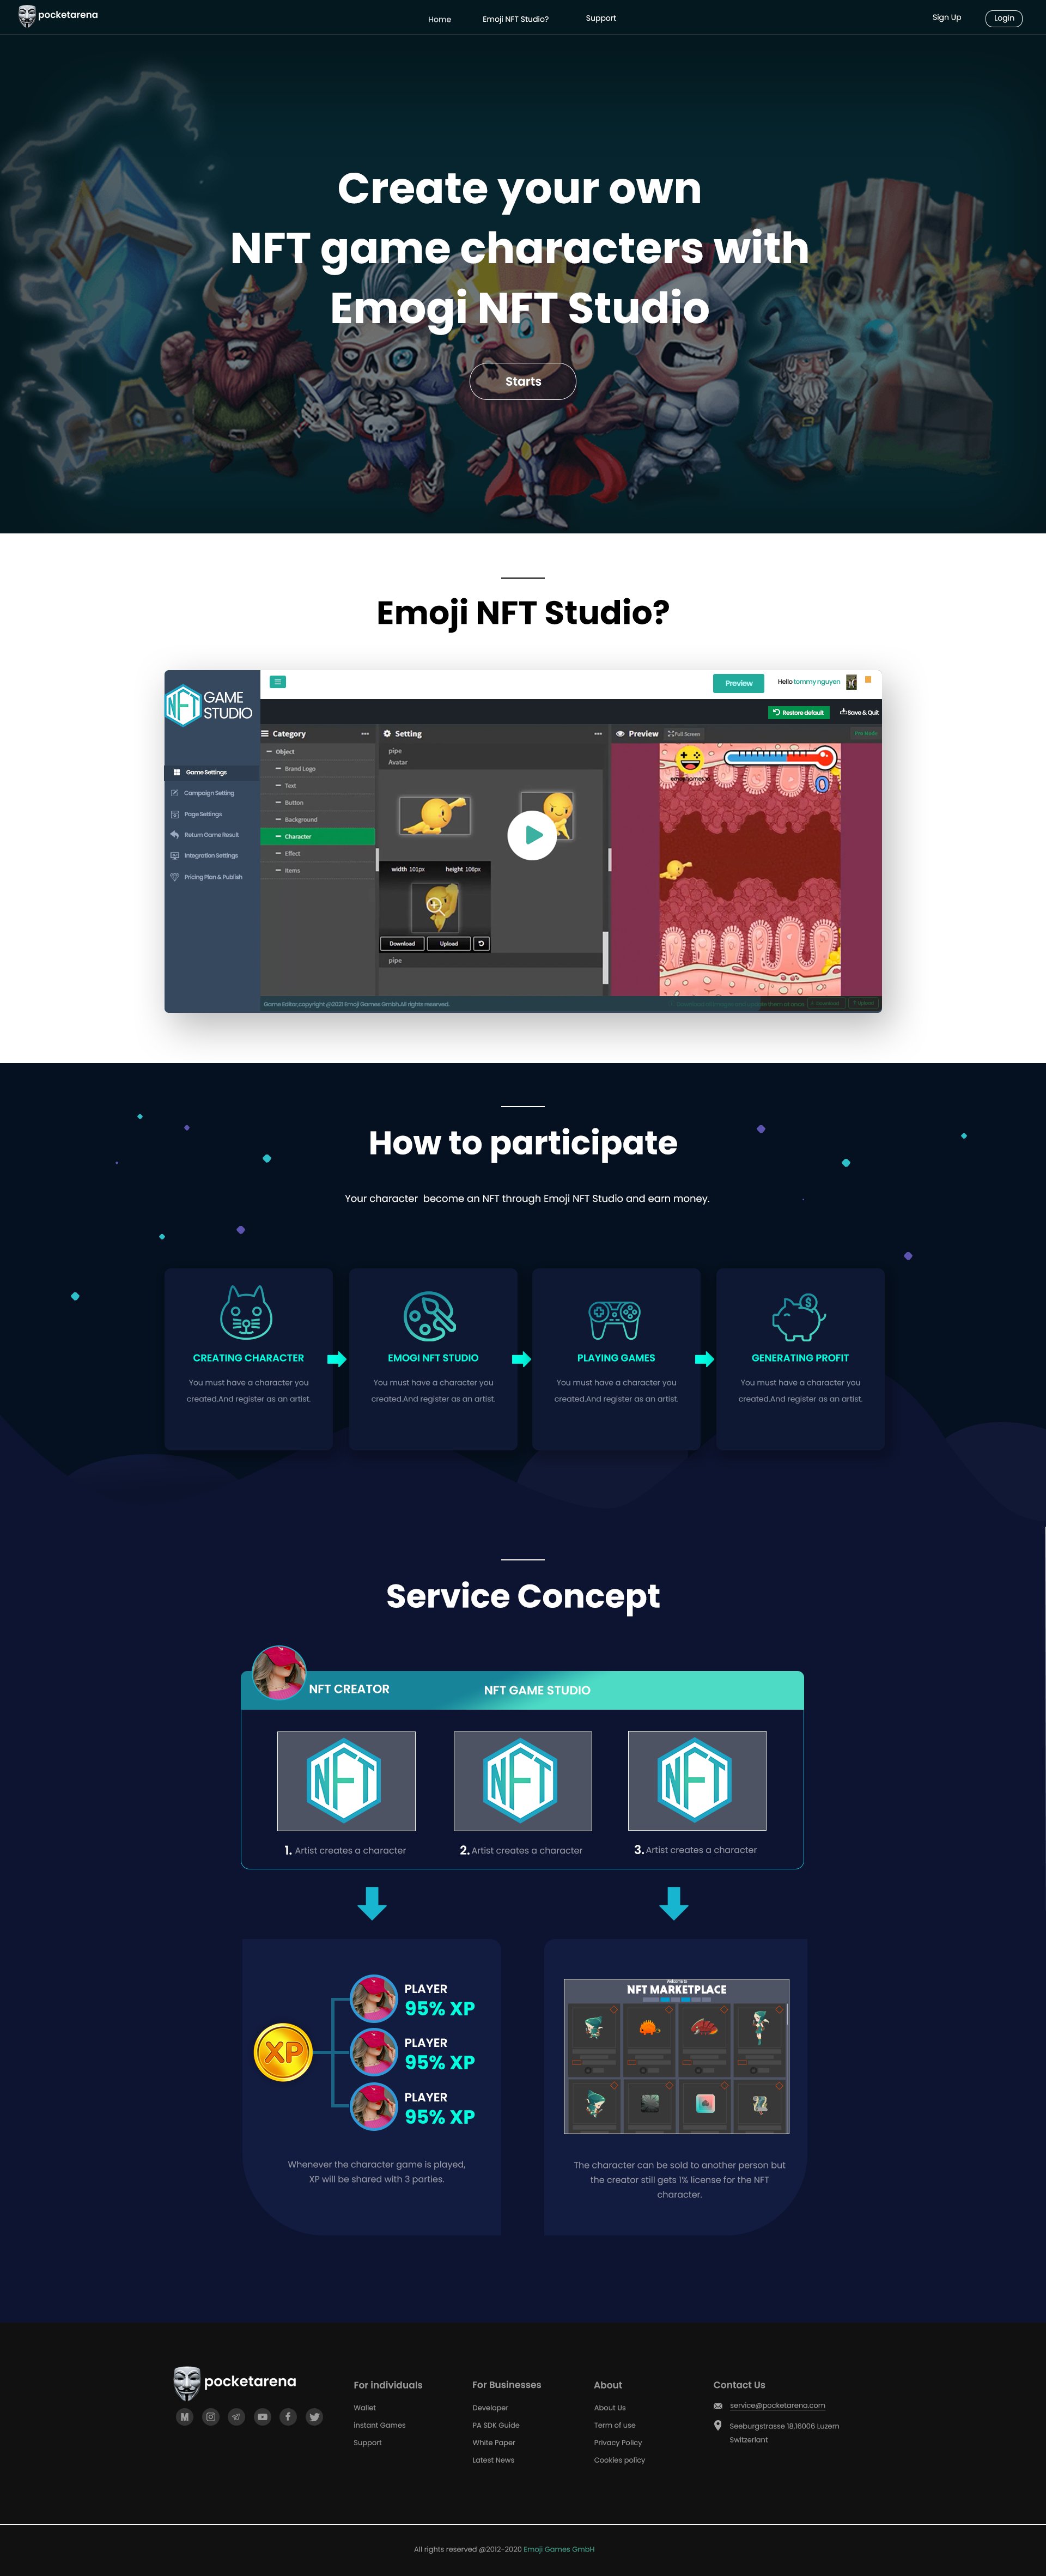 pocketarena
Home
Emoji NFT Studio?
Support
Sign Up
Login
Create your own
NFT game characters with
Emogi NFT Studio
Starts
Emoji NFT Studio?
NFT
GAME
STUDIO
Preview
Hello tommy nguyen
Restore default
Save & Quit
Game Settings
Campaign Setting
Page Settings
Return Game Result
Integration Settings
Pricing Plan & Publish
Category
Object
Brand Logo
Text
Button
Background
Character
Effect
Items
Setting
pipe
Avatar
width 101px
height 108px
Download
Upload
pipe
Preview
Full Screen
0
Game Editor,copyright @2021 Emoji Games Gmbh,All rights reserved.
How to participate
Your character become an NFT through Emoji NFT Studio and earn money.
CREATING CHARACTER
You must have a character you
created.And register as an artist.
EMOGI NFT STUDIO
You must have a character you
created.And register as an artist.
PLAYING GAMES
You must have a character you
created.And register as an artist.
GENERATING PROFIT
You must have a character you
created.And register as an artist.
Service Concept
NFT CREATOR
NFT GAME STUDIO
NFT
NFT
NFT
1. Artist creates a character
2. Artist creates a character
3. Artist creates a character
XP
PLAYER
95% XP
PLAYER
95% XP
PLAYER
95% XP
Whenever the character game is played,
XP will be shared with 3 parties.
Welcome to
NFT MARKETPLACE
The character can be sold to another person but
the creator still gets 1% license for the NFT
character.
pocketarena
For individuals
Wallet
instant Games
Support
For Businesses
Developer
PA SDK Guide
White Paper
Latest News
About
About Us
Term of use
Privacy Policy
Cookies policy
Contact Us
service@pocketarena.com
Seeburgstrasse 18,16006 Luzern
Switzerlant
All rights reserved @2012-2020 Emoji Games GmbH